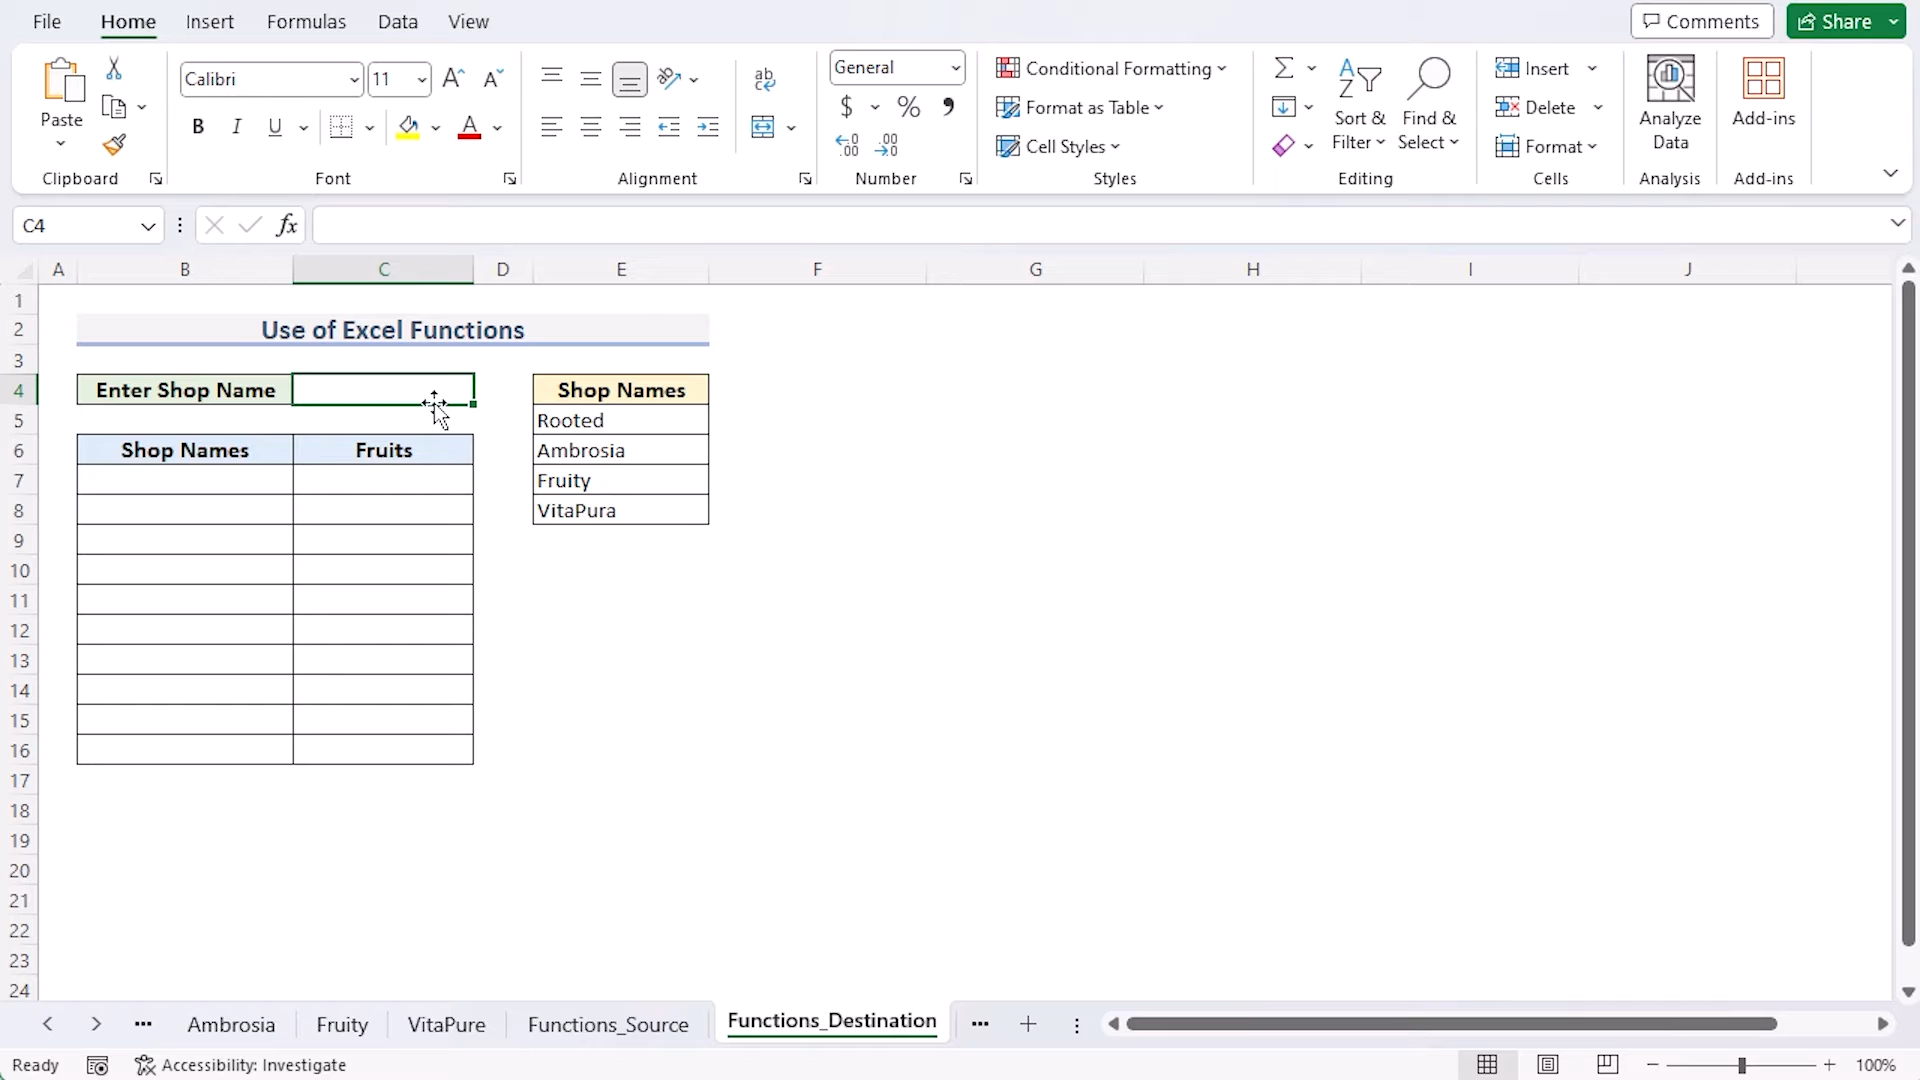 File Home Insert Formulas Data View Comments Share
Calibri 11 General Conditional Formatting Insert
Paste Format as Table Sort & Filter Find & Select Delete Analyze Data Add-ins
B I U A Cell Styles Format
Clipboard Font Alignment Number Styles Editing Cells Analysis Add-ins
C4 fx
A B C D E F G H I J
1
2 Use of Excel Functions
3
4 Enter Shop Name Shop Names
5 Rooted
6 Shop Names Fruits Ambrosia
7 Fruity
8 VitaPura
9
10
11
12
13
14
15
16
17
18
19
20
21
22
23
24
Ambrosia Fruity VitaPure Functions_Source Functions_Destination
Ready Accessibility: Investigate 100%